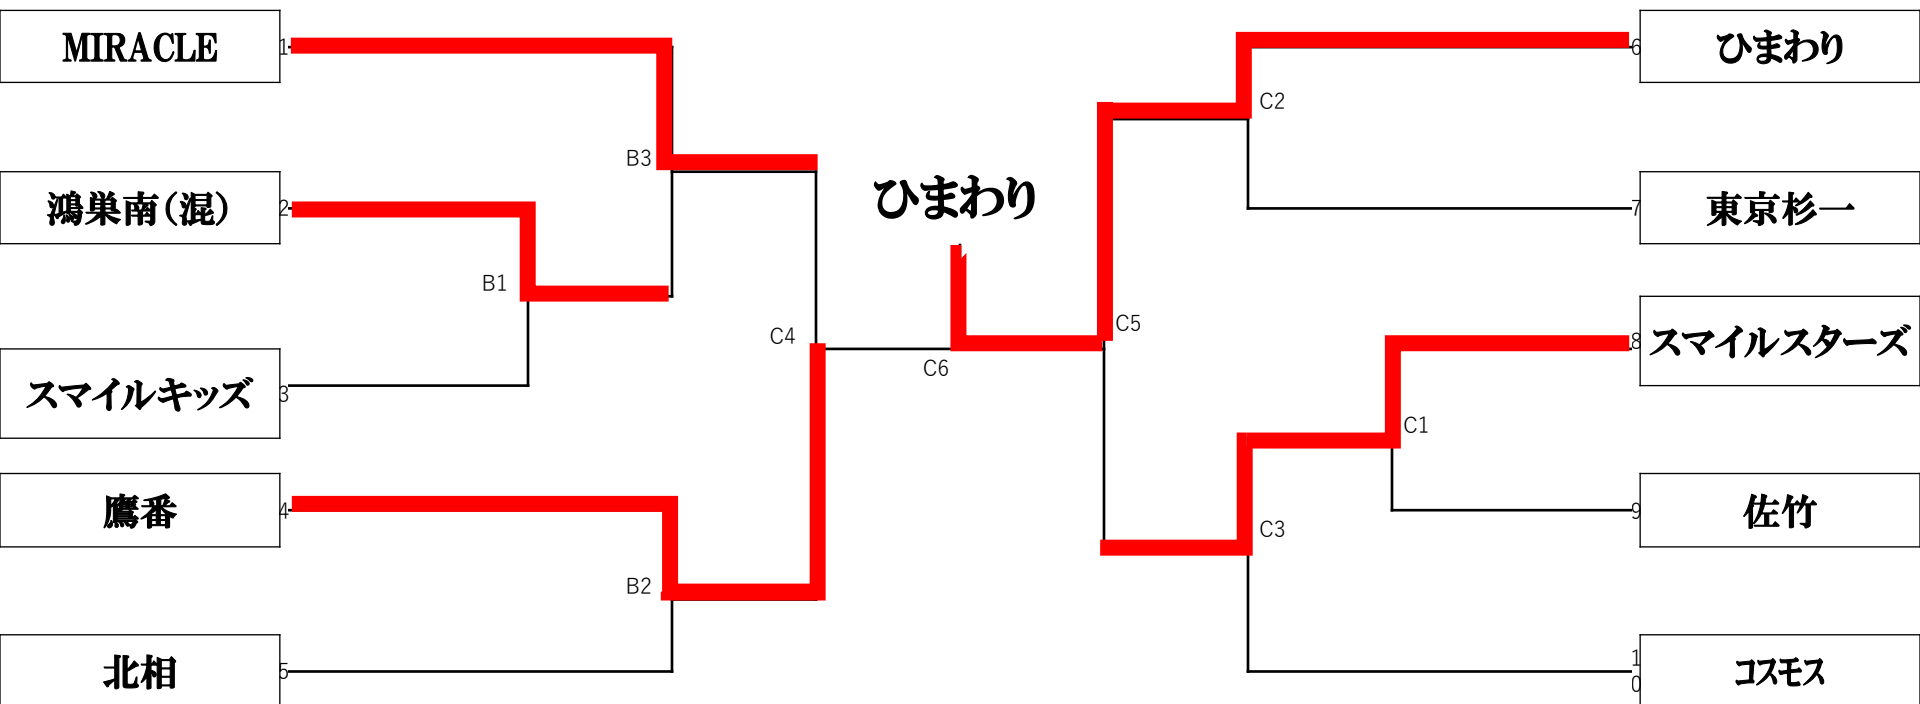 MIRACLE
1
鴻巣南(混)
2
スマイルキッズ
3
鷹番
4
北相
5
B3
B1
B2
C4
ひまわり
C6
C5
C2
C1
C3
6
ひまわり
7
東京杉一
8
スマイルスターズ
9
佐竹
1
0
コスモス